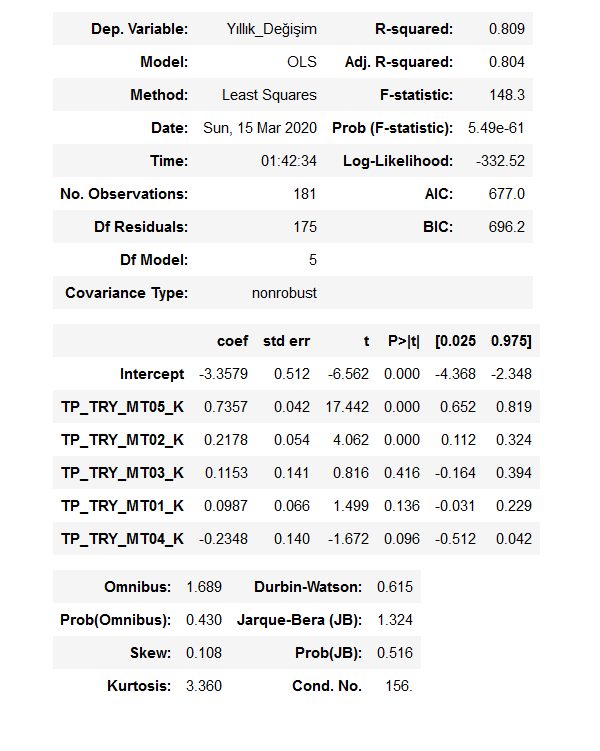 Dep. Variable: Yıllık_Değişim R-squared: 0.809
Model: OLS Adj. R-squared: 0.804
Method: Least Squares F-statistic: 148.3
Date: Sun, 15 Mar 2020 Prob (F-statistic): 5.49e-61
Time: 01:42:34 Log-Likelihood: -332.52
No. Observations: 181 AIC: 677.0
Df Residuals: 175 BIC: 696.2
Df Model: 5
Covariance Type: nonrobust
coef std err t P>|t| [0.025 0.975]
Intercept -3.3579 0.512 -6.562 0.000 -4.368 -2.348
TP_TRY_MT05_K 0.7357 0.042 17.442 0.000 0.652 0.819
TP_TRY_MT02_K 0.2178 0.054 4.062 0.000 0.112 0.324
TP_TRY_MT03_K 0.1153 0.141 0.816 0.416 -0.164 0.394
TP_TRY_MT01_K 0.0987 0.066 1.499 0.136 -0.031 0.229
TP_TRY_MT04_K -0.2348 0.140 -1.672 0.096 -0.512 0.042
Omnibus: 1.689 Durbin-Watson: 0.615
Prob(Omnibus): 0.430 Jarque-Bera (JB): 1.324
Skew: 0.108 Prob(JB): 0.516
Kurtosis: 3.360 Cond. No. 156.